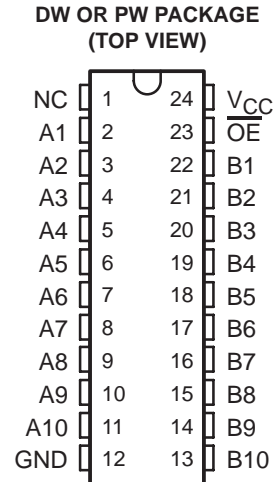 DW OR PW PACKAGE
(TOP VIEW)
NC 1 24 VCC
A1 2 23 OE
A2 3 22 B1
A3 4 21 B2
A4 5 20 B3
A5 6 19 B4
A6 7 18 B5
A7 8 17 B6
A8 9 16 B7
A9 10 15 B8
A10 11 14 B9
GND 12 13 B10